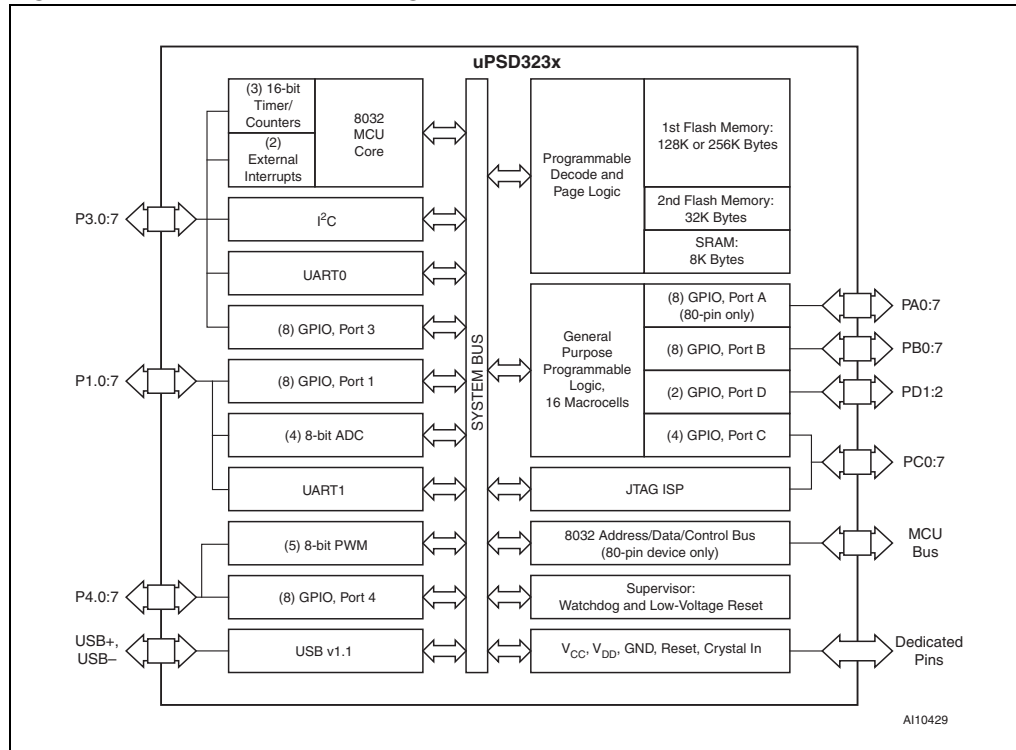 uPSD323x
(3) 16-bit
Timer/
Counters
(2)
External
Interrupts
8032
MCU
Core
I²C
UART0
(8) GPIO, Port 3
(8) GPIO, Port 1
(4) 8-bit ADC
UART1
(5) 8-bit PWM
(8) GPIO, Port 4
USB v1.1
P3.0:7
P1.0:7
P4.0:7
USB+,
USB–
SYSTEM BUS
Programmable
Decode and
Page Logic
1st Flash Memory:
128K or 256K Bytes
2nd Flash Memory:
32K Bytes
SRAM:
8K Bytes
General
Purpose
Programmable
Logic,
16 Macrocells
(8) GPIO, Port A
(80-pin only)
(8) GPIO, Port B
(2) GPIO, Port D
(4) GPIO, Port C
JTAG ISP
8032 Address/Data/Control Bus
(80-pin device only)
Supervisor:
Watchdog and Low-Voltage Reset
VCC, VDD, GND, Reset, Crystal In
PA0:7
PB0:7
PD1:2
PC0:7
MCU
Bus
Dedicated
Pins
AI10429